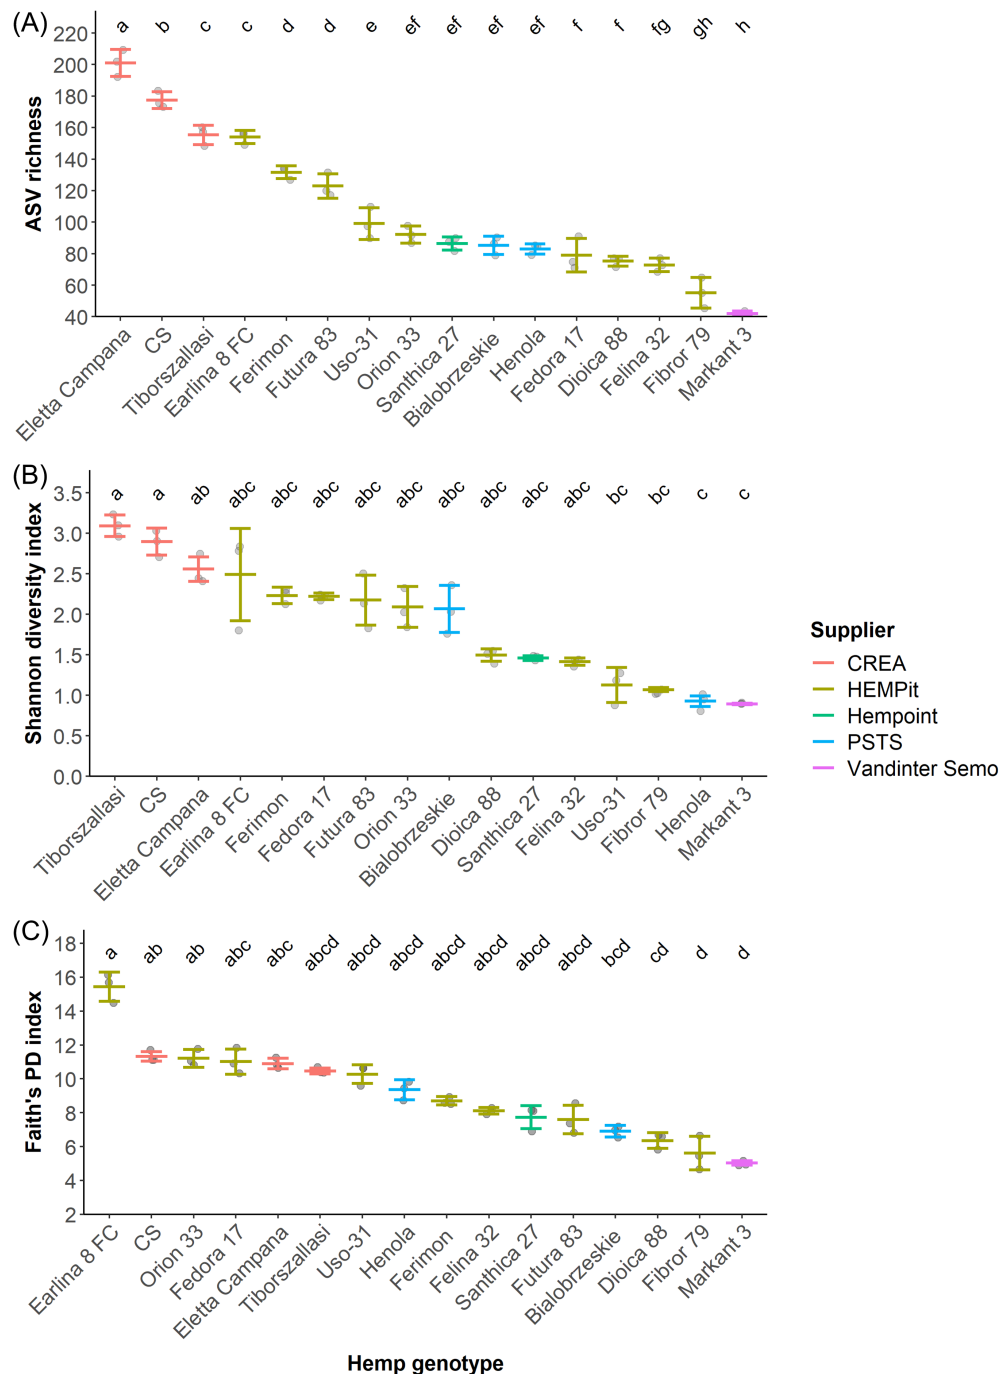 (A)
a b c c d d e ef ef ef ef f f fg gh h
ASV richness
220
200
180
160
140
120
100
80
60
40
Eletta Campana
CS
Tiborszallasi
Earlina 8 FC
Ferimon
Futura 83
Uso-31
Orion 33
Santhica 27
Bialobrzeskie
Henola
Fedora 17
Dioica 88
Felina 32
Fibror 79
Markant 3
(B)
a a ab abc abc abc abc abc abc abc abc abc bc bc c c
Shannon diversity index
3.5
3.0
2.5
2.0
1.5
1.0
0.5
0.0
Tiborszallasi
CS
Eletta Campana
Earlina 8 FC
Ferimon
Fedora 17
Futura 83
Orion 33
Bialobrzeskie
Dioica 88
Santhica 27
Felina 32
Uso-31
Fibror 79
Henola
Markant 3
Supplier
CREA
HEMPit
Hempoint
PSTS
Vandinter Semo
(C)
a ab ab abc abc abcd abcd abcd abcd abcd abcd abcd bcd cd d d
Faith's PD index
18
16
14
12
10
8
6
4
2
Earlina 8 FC
CS
Orion 33
Fedora 17
Eletta Campana
Tiborszallasi
Uso-31
Henola
Ferimon
Felina 32
Santhica 27
Futura 83
Bialobrzeskie
Dioica 88
Fibror 79
Markant 3
Hemp genotype